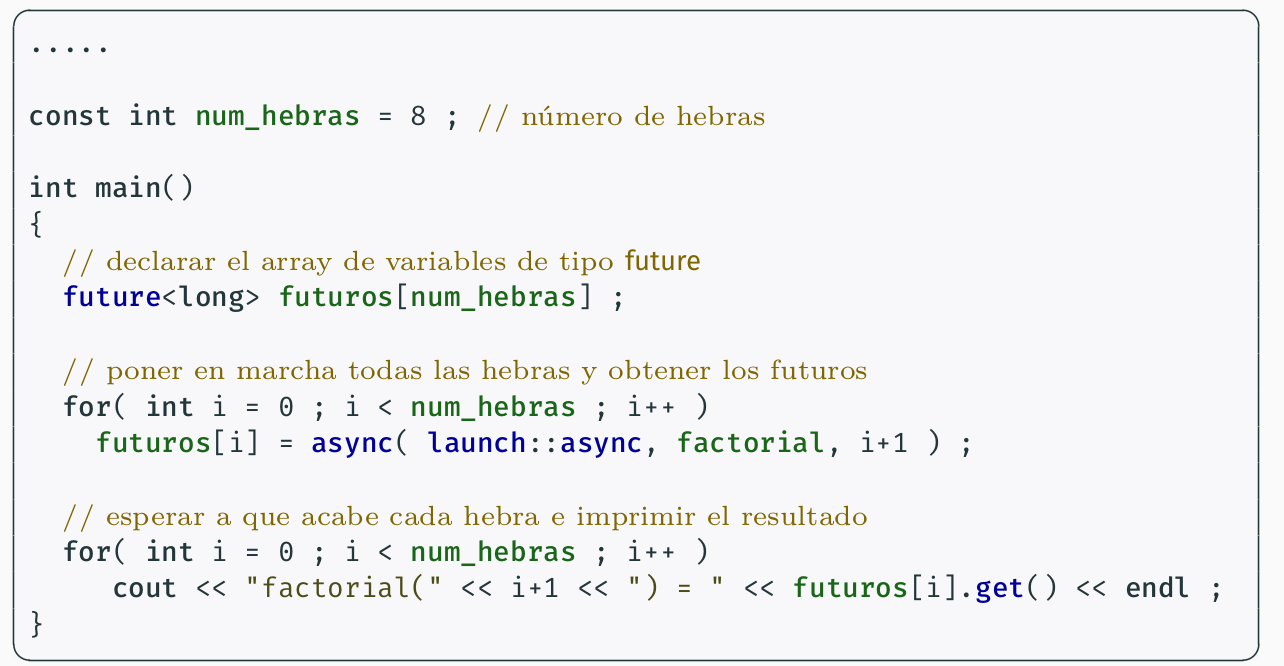 .....
const int num_hebras = 8 ; // número de hebras
int main()
{
// declarar el array de variables de tipo future
future<long> futuros[num_hebras] ;
// poner en marcha todas las hebras y obtener los futuros
for( int i = 0 ; i < num_hebras ; i++ )
futuros[i] = async( launch::async, factorial, i+1 ) ;
// esperar a que acabe cada hebra e imprimir el resultado
for( int i = 0 ; i < num_hebras ; i++ )
cout << "factorial(" << i+1 << ") = " << futuros[i].get() << endl ;
}